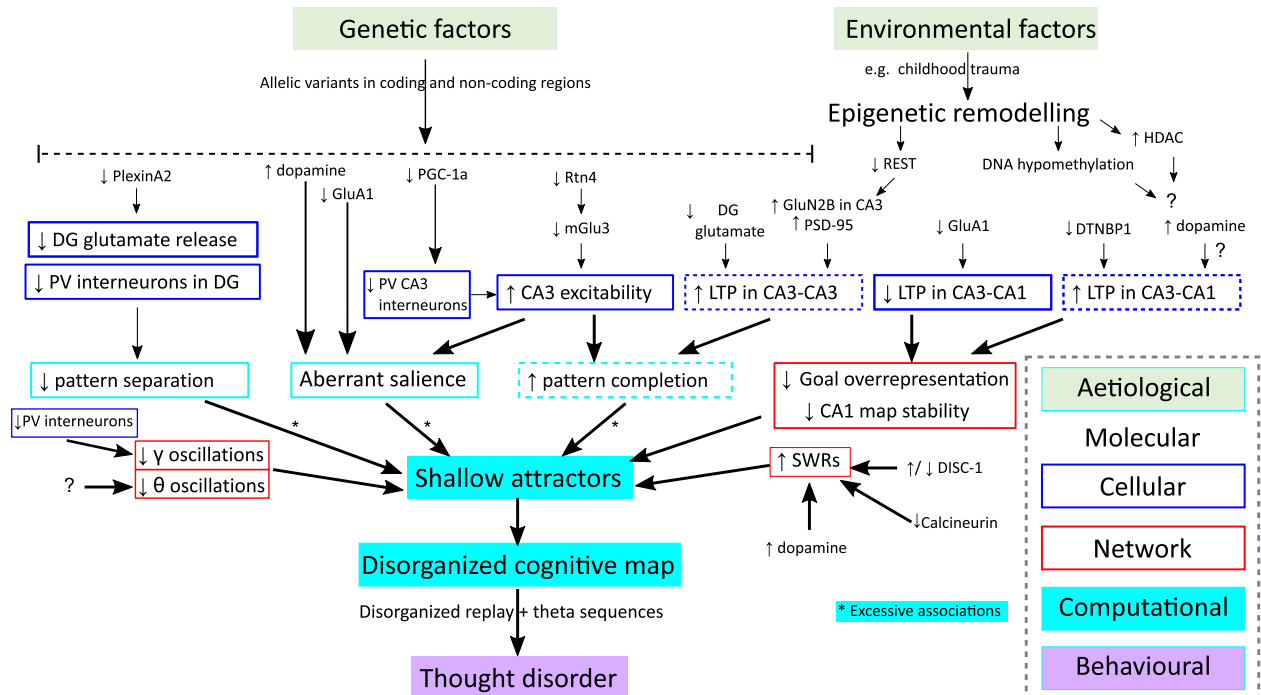 Genetic factors
Environmental factors
Allelic variants in coding and non-coding regions
e.g. childhood trauma
Epigenetic remodelling
↓ PlexinA2
↑ dopamine
↓ GluA1
↓ PGC-1a
↓ Rtn4
↓ mGlu3
↓ REST
DNA hypomethylation
↑ HDAC
?
↓ DG
glutamate
↑ GluN2B in CA3
↑ PSD-95
↓ GluA1
↓DTNBP1
↑ dopamine
?
↓ DG glutamate release
↓ PV interneurons in DG
↓ PV CA3
interneurons
↑ CA3 excitability
↑ LTP in CA3-CA3
↓ LTP in CA3-CA1
↑ LTP in CA3-CA1
↓ pattern separation
Aberrant salience
↑ pattern completion
↓ Goal overrepresentation
↓ CA1 map stability
↓PV interneurons
*
*
*
↓ γ oscillations
?
↓ θ oscillations
Shallow attractors
↑ SWRs
↑/ ↓ DISC-1
↓Calcineurin
↑ dopamine
Disorganized cognitive map
Disorganized replay + theta sequences
* Excessive associations
Thought disorder
Aetiological
Molecular
Cellular
Network
Computational
Behavioural